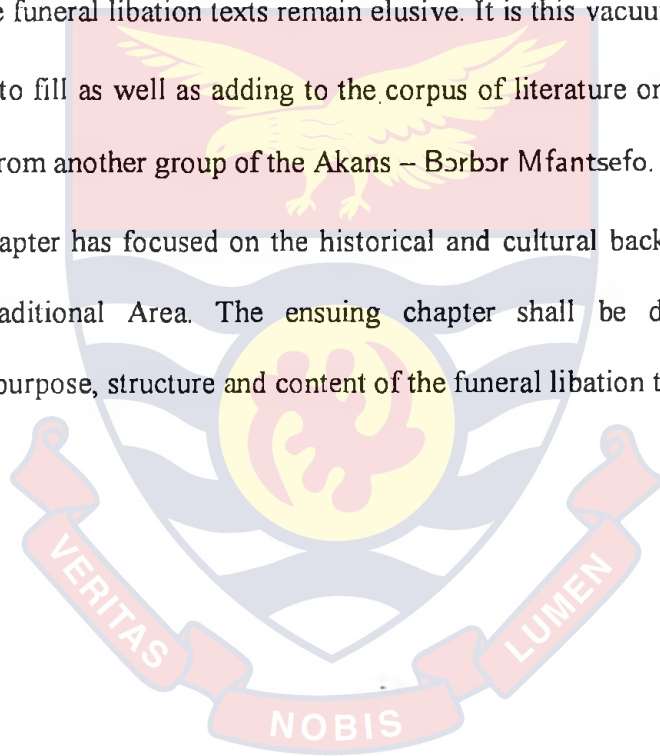 e funeral libation texts remain elusive. It is this vacuu
to fill as well as adding to the corpus of literature or
rom another group of the Akans – Bɔrbɔr Mfantsefo.
apter has focused on the historical and cultural back
aditional Area. The ensuing chapter shall be d
purpose, structure and content of the funeral libation t
VERITAS
NOBIS
LUMEN